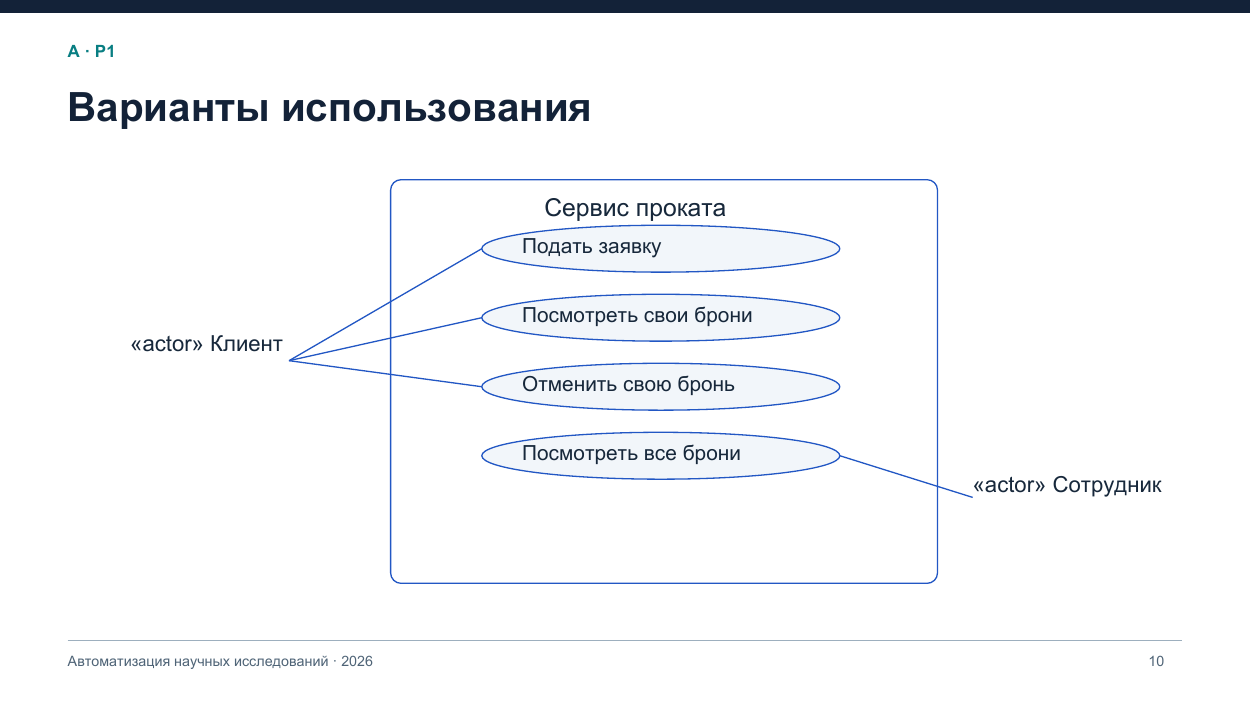 А · P1
Варианты использования
Сервис проката
Подать заявку
Посмотреть свои брони
«actor» Клиент
Отменить свою бронь
Посмотреть все брони
«actor» Сотрудник
Автоматизация научных исследований · 2026
10